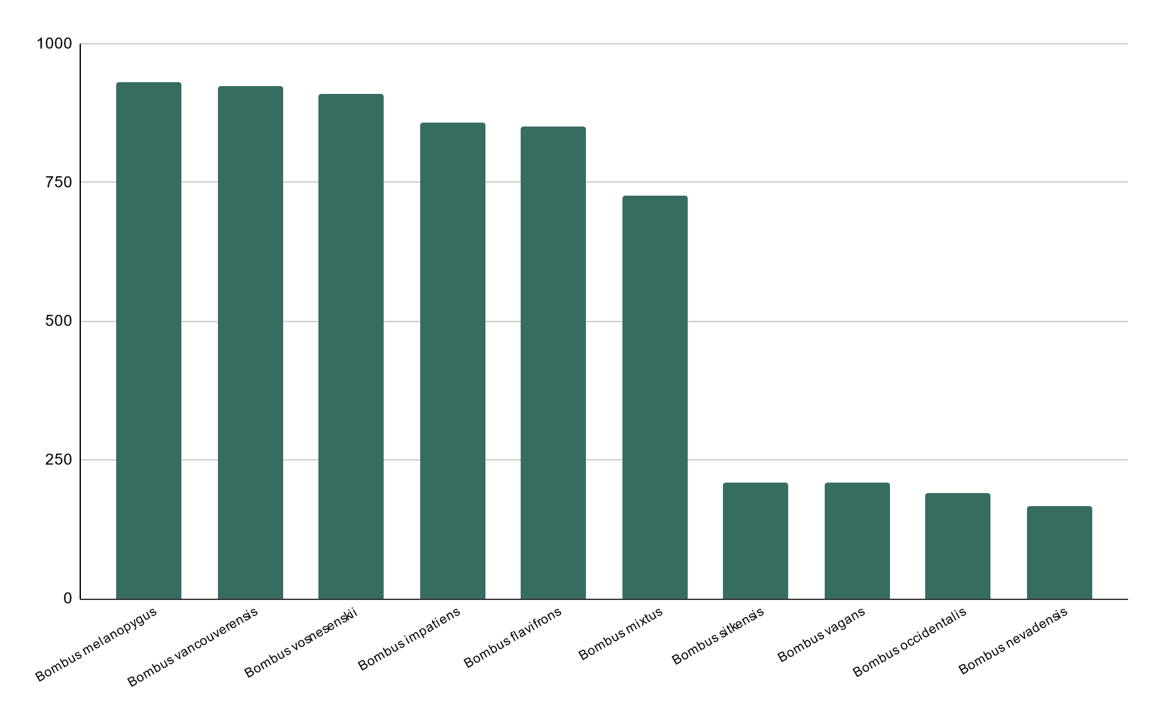 1000
750
500
250
0
Bombus melanopygus
Bombus vancouverensis
Bombus vosnesenskii
Bombus impatiens
Bombus flavifrons
Bombus mixtus
Bombus sitkensis
Bombus vagans
Bombus occidentalis
Bombus nevadensis